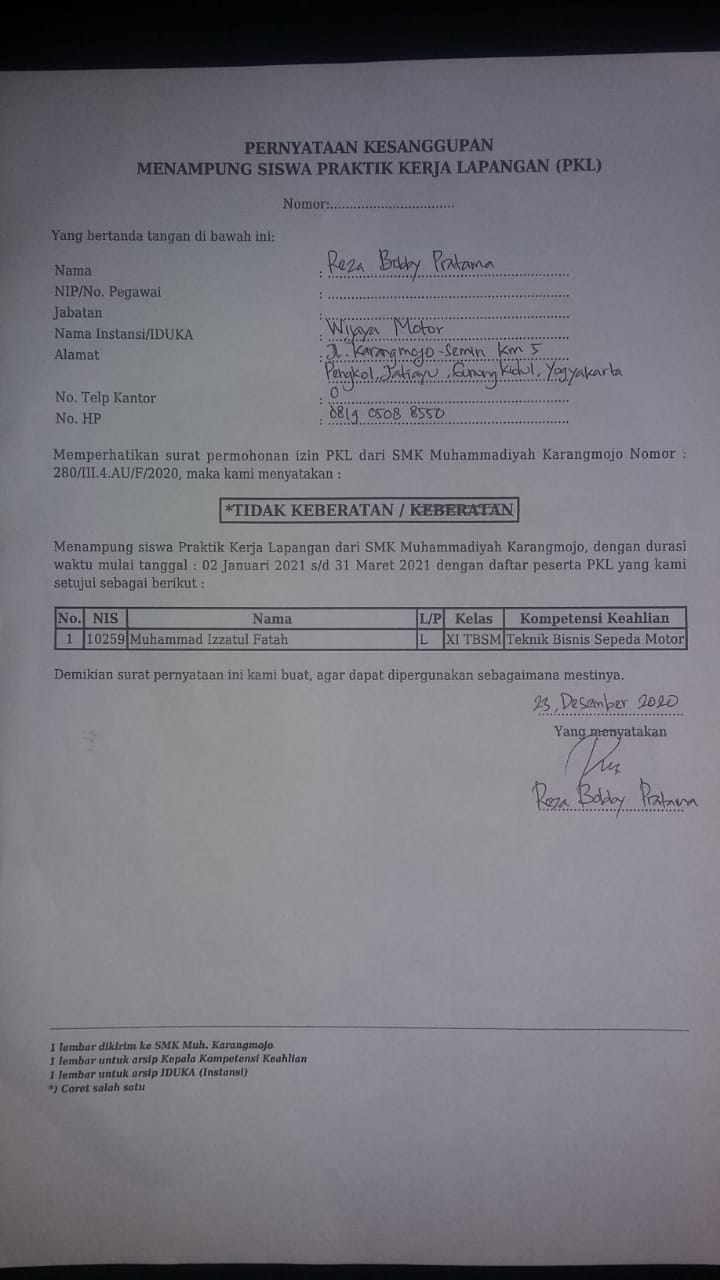 PERNYATAAN KESANGGUPAN
MENAMPUNG SISWA PRAKTIK KERJA LAPANGAN (PKL)
Nomor:................................
Yang bertanda tangan di bawah ini:
Nama : Reza Bobby Pratama
NIP/No. Pegawai :
Jabatan :
Nama Instansi/IDUKA : Wijaya Motor
Alamat : Jl. Karangmojo-Semin Km 5
Pengkol, Jatiayu, Gunung Kidul, Yogyakarta
No. Telp Kantor : 0
No. HP : 0819 0508 8550
Memperhatikan surat permohonan izin PKL dari SMK Muhammadiyah Karangmojo Nomor :
280/III.4.AU/F/2020, maka kami menyatakan :
*TIDAK KEBERATAN / KEBERATAN
Menampung siswa Praktik Kerja Lapangan dari SMK Muhammadiyah Karangmojo, dengan durasi
waktu mulai tanggal : 02 Januari 2021 s/d 31 Maret 2021 dengan daftar peserta PKL yang kami
setujui sebagai berikut :
No. NIS Nama L/P Kelas Kompetensi Keahlian
1 10259 Muhammad Izzatul Fatah L XI TBSM Teknik Bisnis Sepeda Motor
Demikian surat pernyataan ini kami buat, agar dapat dipergunakan sebagaimana mestinya.
23, Desember 2020
Yang menyatakan
Reza Bobby Pratama
1 lembar dikirim ke SMK Muh. Karangmojo
1 lembar untuk arsip Kepala Kompetensi Keahlian
1 lembar untuk arsip IDUKA (Instansi)
*) Coret salah satu